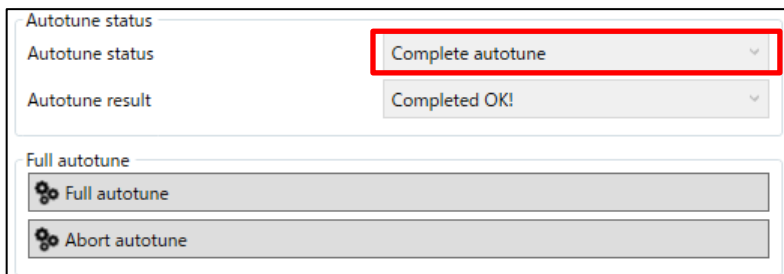 Autotune status
Autotune status Complete autotune
Autotune result Completed OK!
Full autotune
Full autotune
Abort autotune